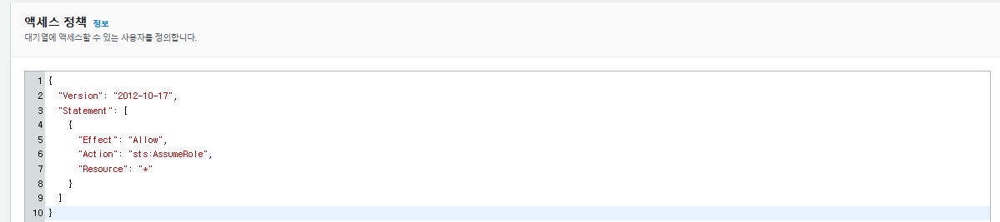 액세스 정책 정보
대기열에 액세스할 수 있는 사용자를 정의합니다.
1 {
2 "Version": "2012-10-17",
3 "Statement": [
4 {
5 "Effect": "Allow",
6 "Action": "sts:AssumeRole",
7 "Resource": "*"
8 }
9 ]
10 }